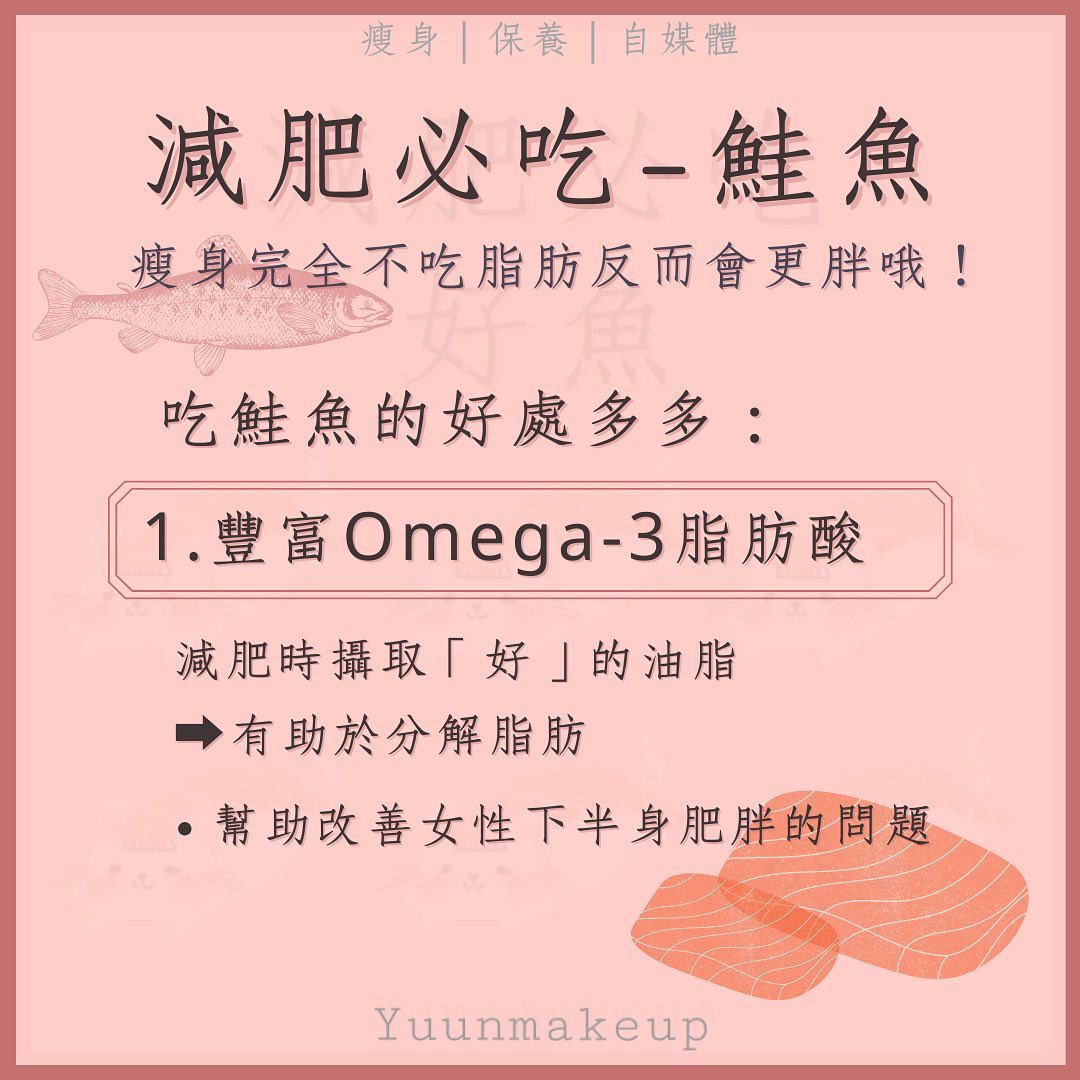 瘦身|保養|自媒體
減肥必吃-鮭魚
瘦身完全不吃脂肪反而會更胖哦！
好魚
吃鮭魚的好處多多：
1.豐富Omega-3脂肪酸
減肥時攝取「好」的油脂
➡有助於分解脂肪
•幫助改善女性下半身肥胖的問題
Yuunmakeup